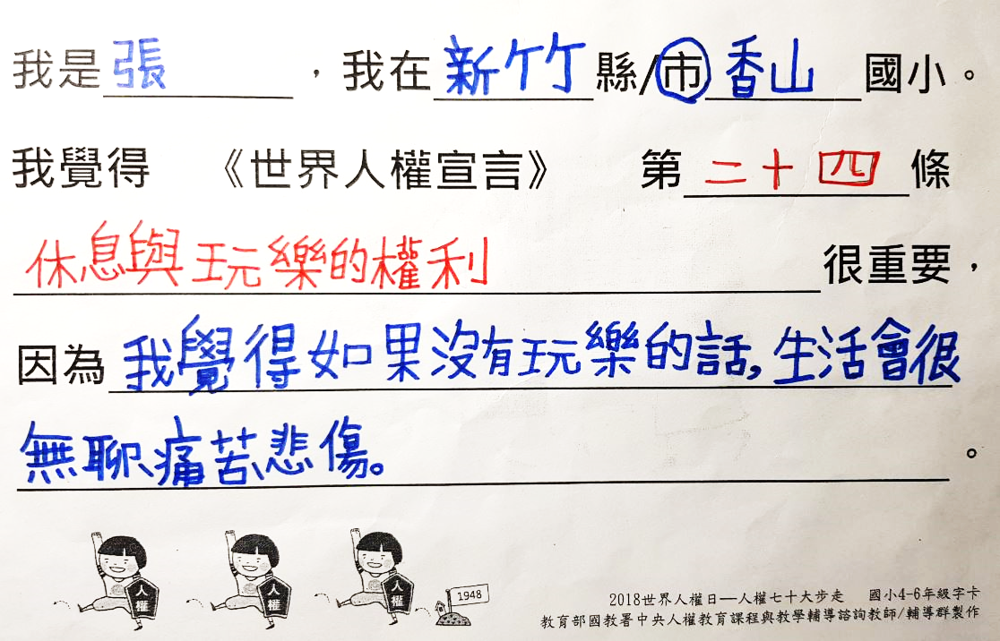 我是張，我在新竹縣/市香山國小。
我覺得 《世界人權宣言》 第二十四條
休息與玩樂的權利很重要，
因為我覺得如果沒有玩樂的話,生活會很
無聊、痛苦、悲傷。。
人權 人權 人權 1948
2018世界人權日──人權七十大步走 國小4-6年級字卡
教育部國教署中央人權教育課程與教學輔導諮詢教師/輔導群製作